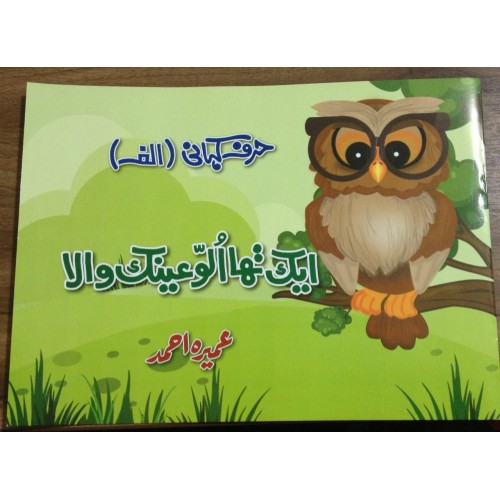 حرف کہانی (الف)
ایک تھا اُلّو عینک والا
عمیرہ احمد